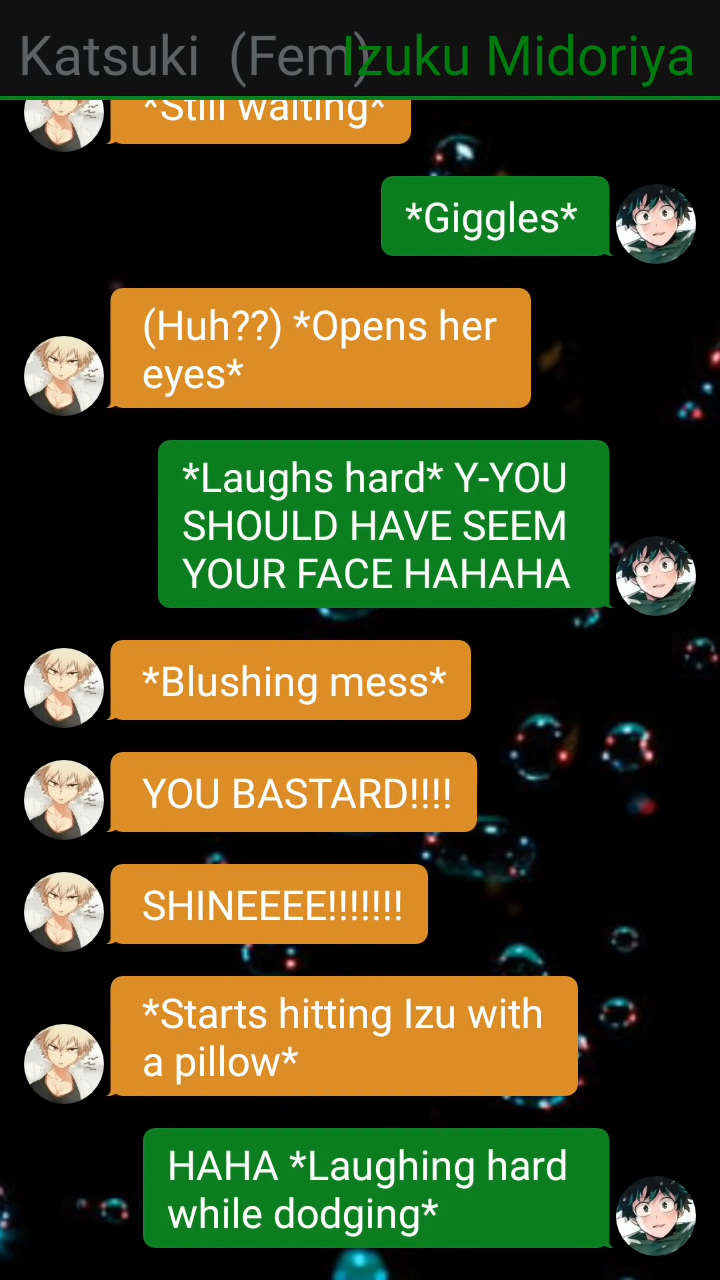 Katsuki (Fem)
Izuku Midoriya
*Still waiting*
*Giggles*
(Huh??) *Opens her
eyes*
*Laughs hard* Y-YOU
SHOULD HAVE SEEM
YOUR FACE HAHAHA
*Blushing mess*
YOU BASTARD!!!!
SHINEEEE!!!!!!!
*Starts hitting Izu with
a pillow*
HAHA *Laughing hard
while dodging*